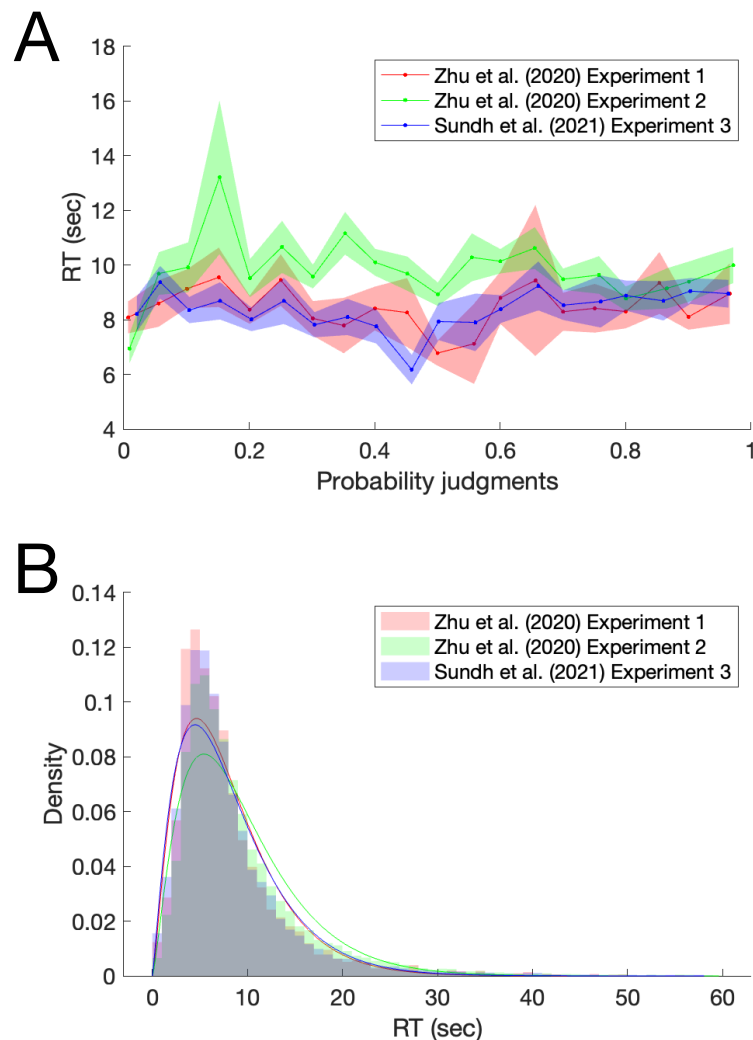 A
18
16
14
12
10
8
6
4
RT (sec)
Zhu et al. (2020) Experiment 1
Zhu et al. (2020) Experiment 2
Sundh et al. (2021) Experiment 3
0 0.2 0.4 0.6 0.8 1
Probability judgments
B
0.14
0.12
0.1
0.08
0.06
0.04
0.02
0
Density
Zhu et al. (2020) Experiment 1
Zhu et al. (2020) Experiment 2
Sundh et al. (2021) Experiment 3
0 10 20 30 40 50 60
RT (sec)